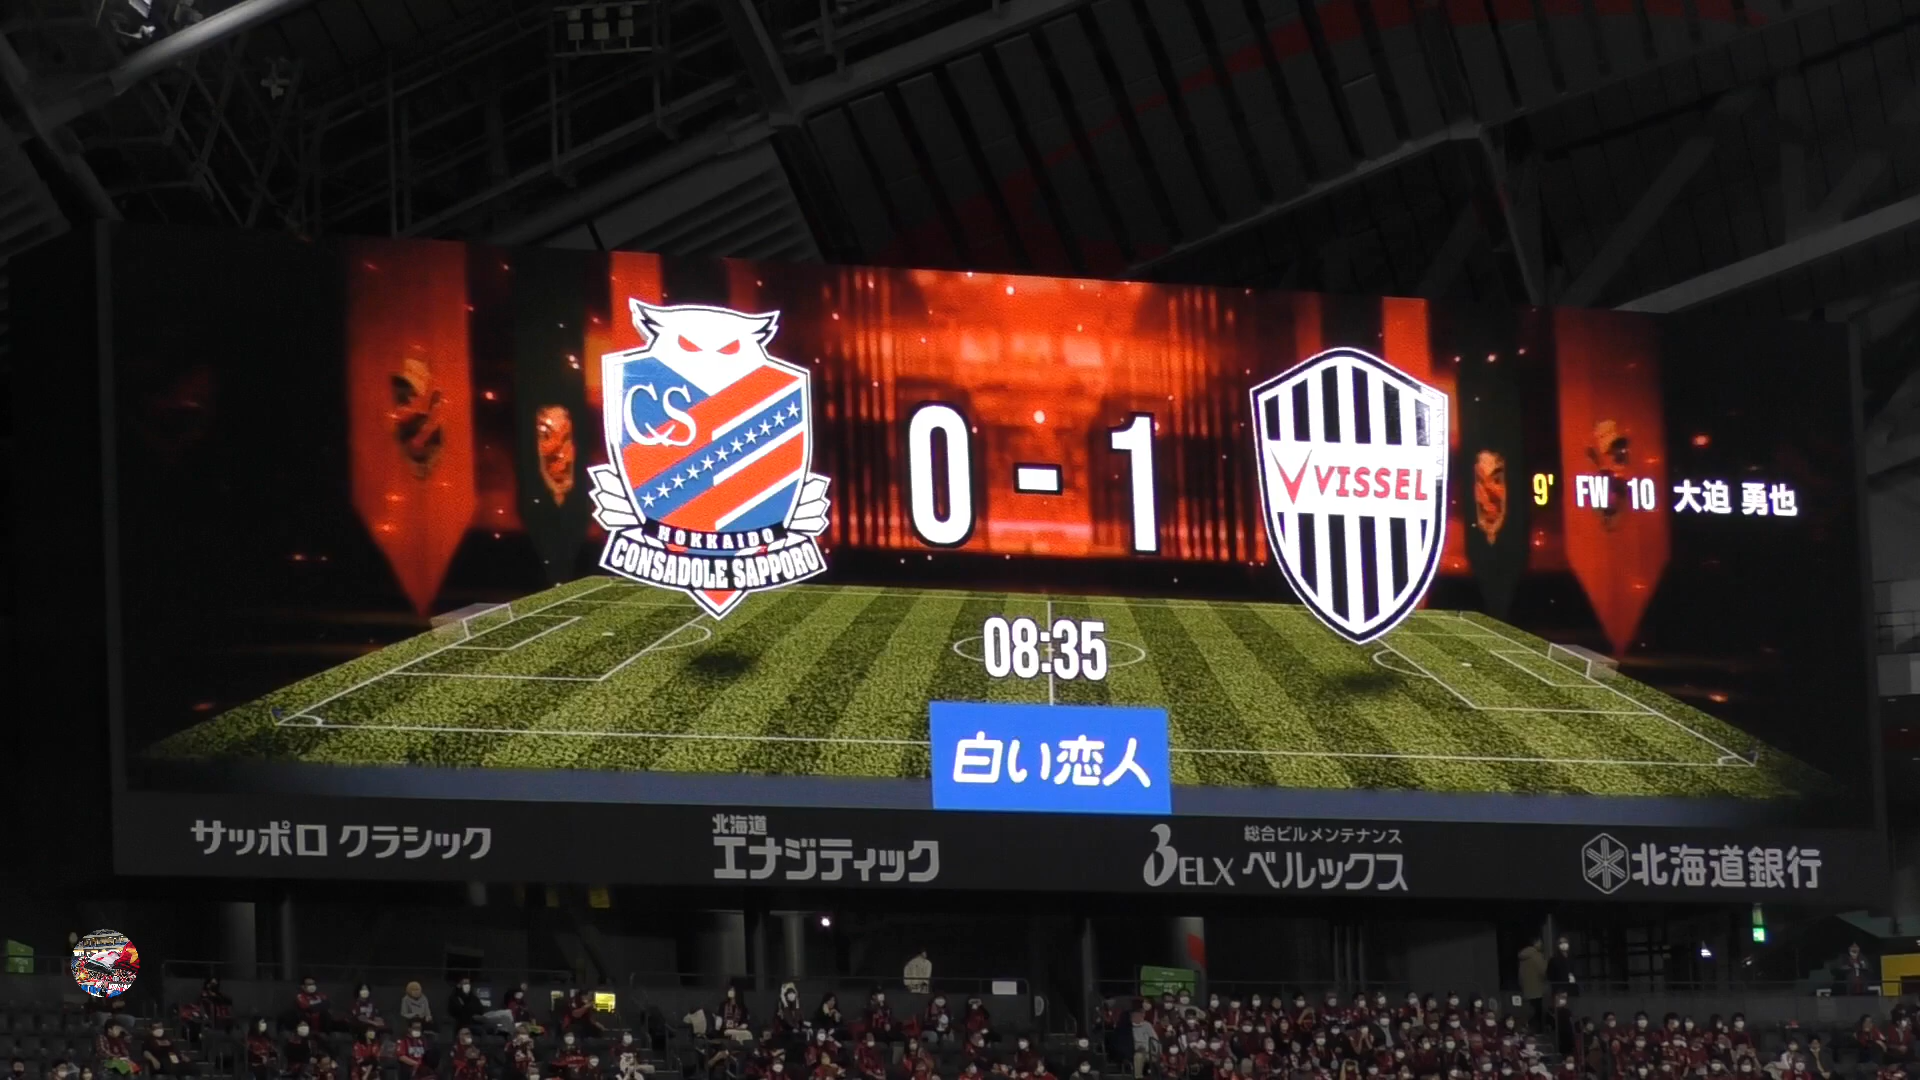 CS
HOKKAIDO
CONSADOLE SAPPORO
0 - 1
VISSEL
9' FW 10 大迫 勇也
08:35
白い恋人
サッポロ クラシック
北海道
エナジティック
総合ビルメンテナンス
BELX ベルックス
北海道銀行